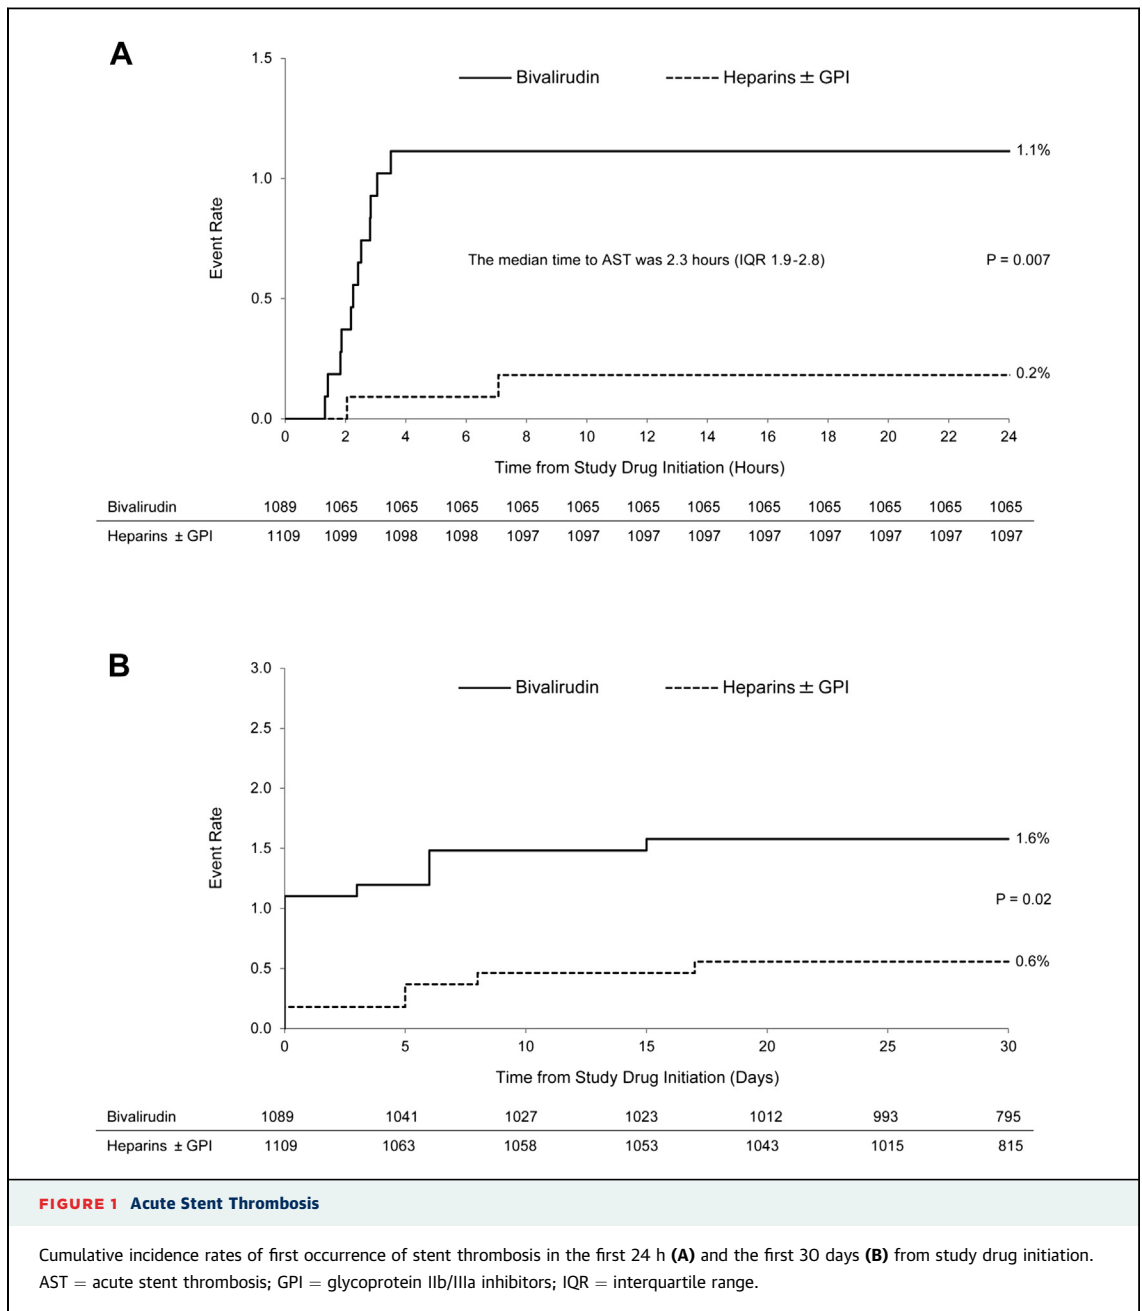 A
1.5
Bivalirudin
Heparins ± GPI
1.1%
1.0
Event Rate
The median time to AST was 2.3 hours (IQR 1.9-2.8)
P = 0.007
0.5
0.2%
0.0
0 2 4 6 8 10 12 14 16 18 20 22 24
Time from Study Drug Initiation (Hours)
Bivalirudin 1089 1065 1065 1065 1065 1065 1065 1065 1065 1065 1065 1065 1065
Heparins ± GPI 1109 1099 1098 1098 1097 1097 1097 1097 1097 1097 1097 1097 1097
B
3.0
Bivalirudin
Heparins ± GPI
2.5
2.0
1.6%
1.5
Event Rate
P = 0.02
1.0
0.6%
0.5
0.0
0 5 10 15 20 25 30
Time from Study Drug Initiation (Days)
Bivalirudin 1089 1041 1027 1023 1012 993 795
Heparins ± GPI 1109 1063 1058 1053 1043 1015 815
FIGURE 1 Acute Stent Thrombosis
Cumulative incidence rates of first occurrence of stent thrombosis in the first 24 h (A) and the first 30 days (B) from study drug initiation.
AST = acute stent thrombosis; GPI = glycoprotein IIb/IIIa inhibitors; IQR = interquartile range.